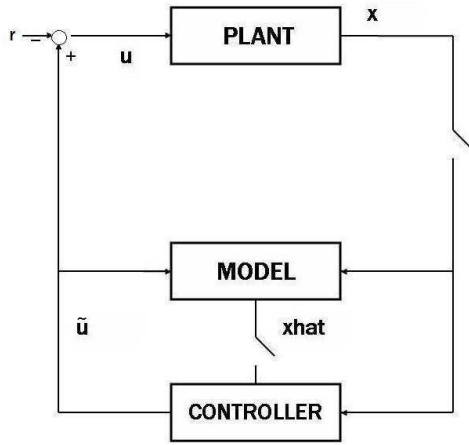 x
PLANT
r
−
+
u
MODEL
ũ
xhat
CONTROLLER